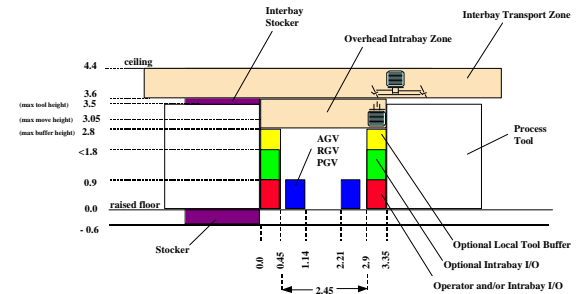 Interbay
Stocker
Interbay Transport Zone
Overhead Intrabay Zone
4.4
ceiling
3.6
(max tool height)
3.5
(max move height)
3.05
(max buffer height)
2.8
<1.8
0.9
0.0
raised floor
- 0.6
AGV
RGV
PGV
Process
Tool
Stocker
0.0
0.45
1.14
2.21
2.9
3.35
2.45
Optional Local Tool Buffer
Optional Intrabay I/O
Operator and/or Intrabay I/O